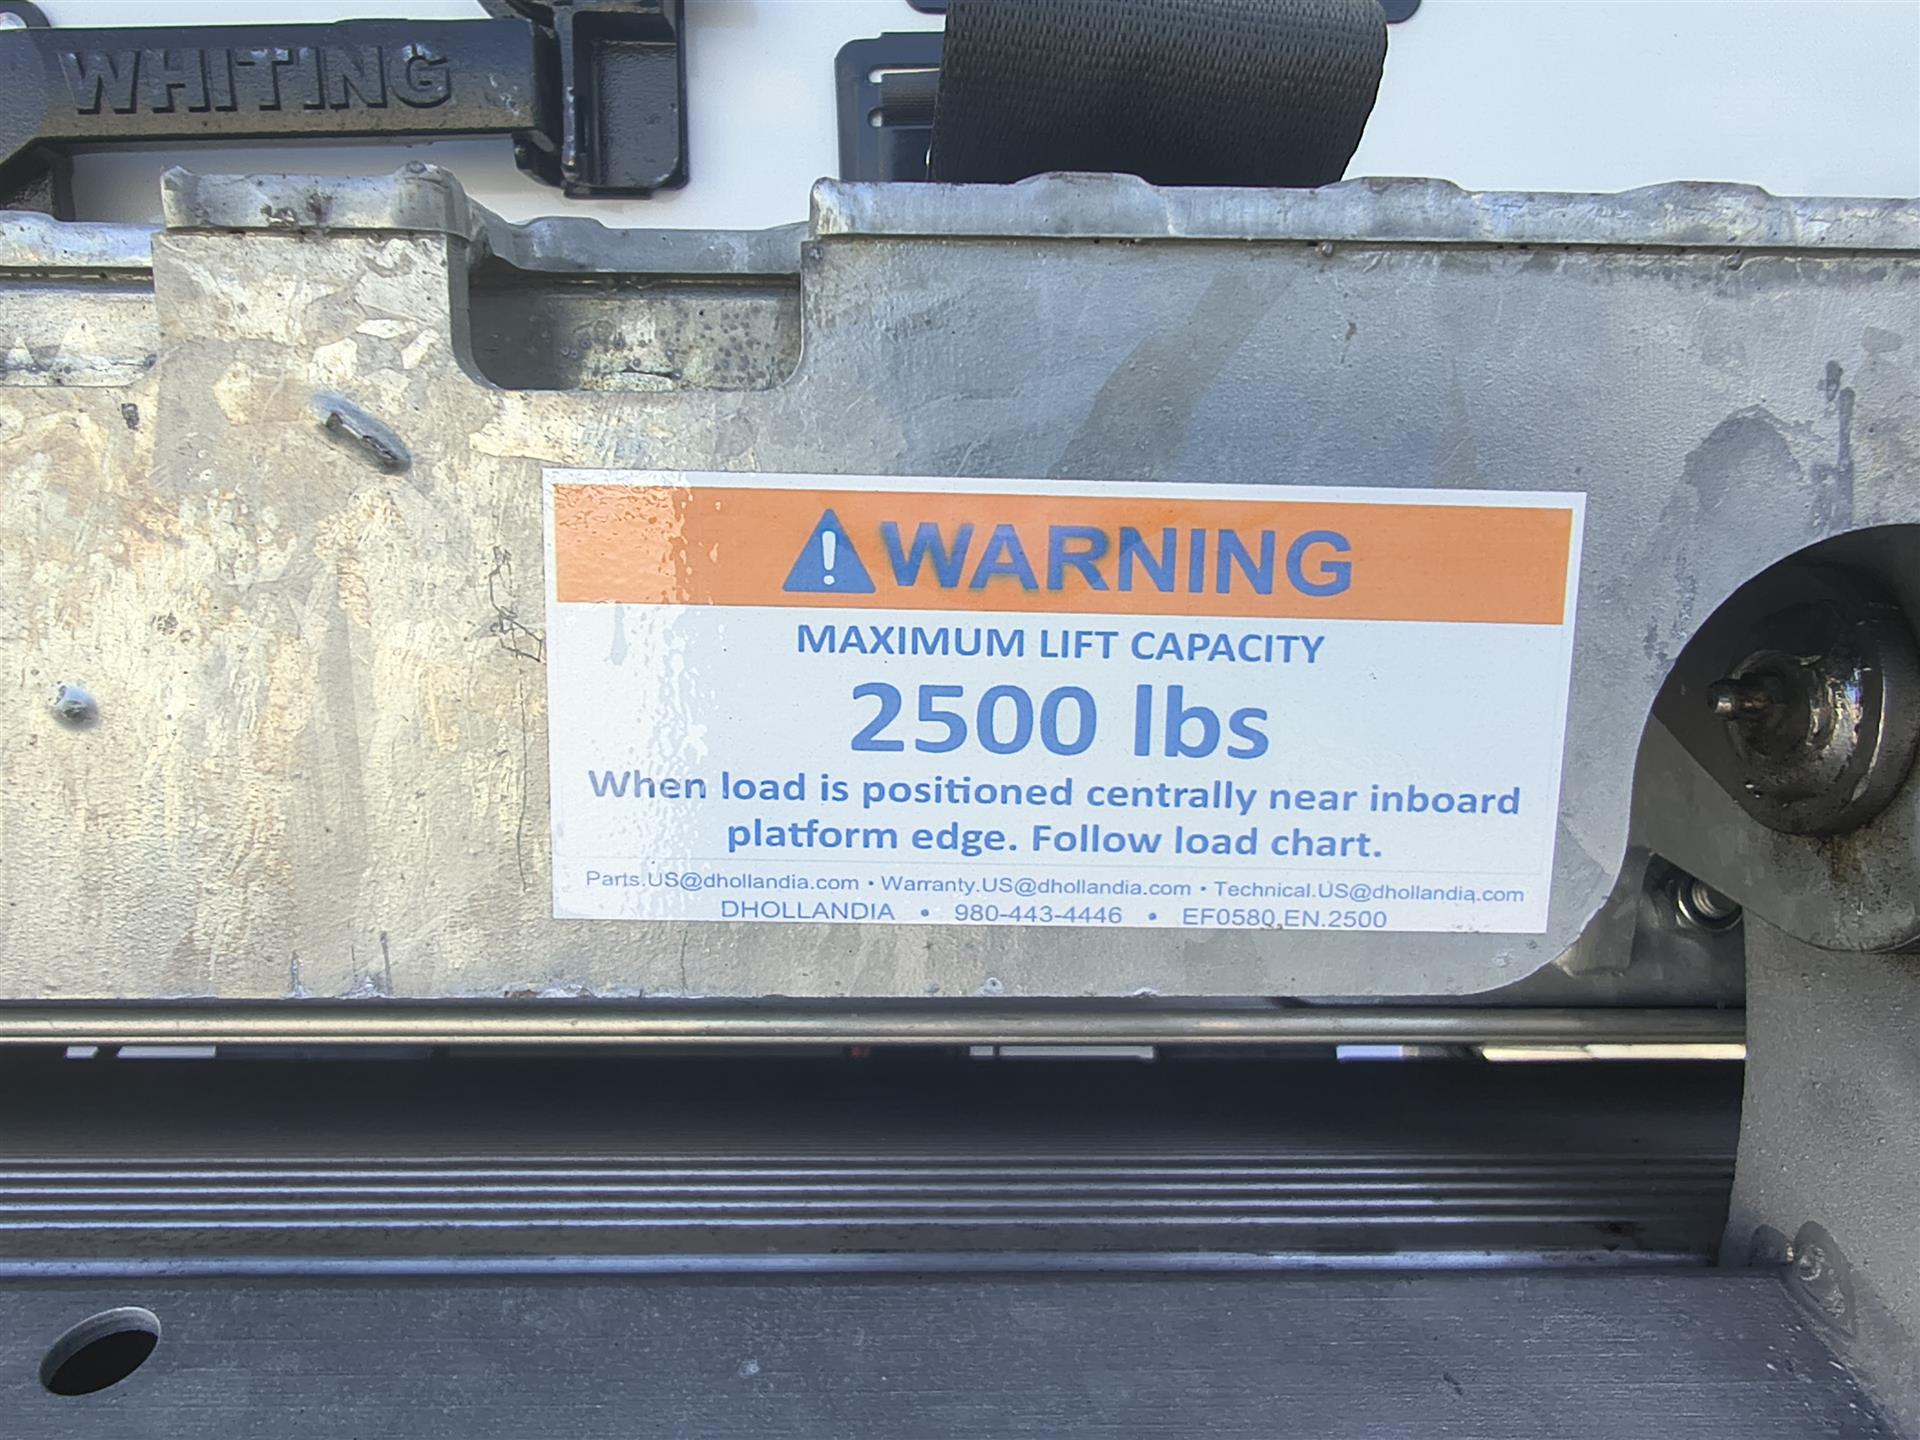 WHITING
WARNING
MAXIMUM LIFT CAPACITY
2500 lbs
When load is positioned centrally near inboard
platform edge. Follow load chart.
Parts.US@dhollandia.com • Warranty.US@dhollandia.com • Technical.US@dhollandia.com
DHOLLANDIA • 980-443-4446 • EF0580.EN.2500